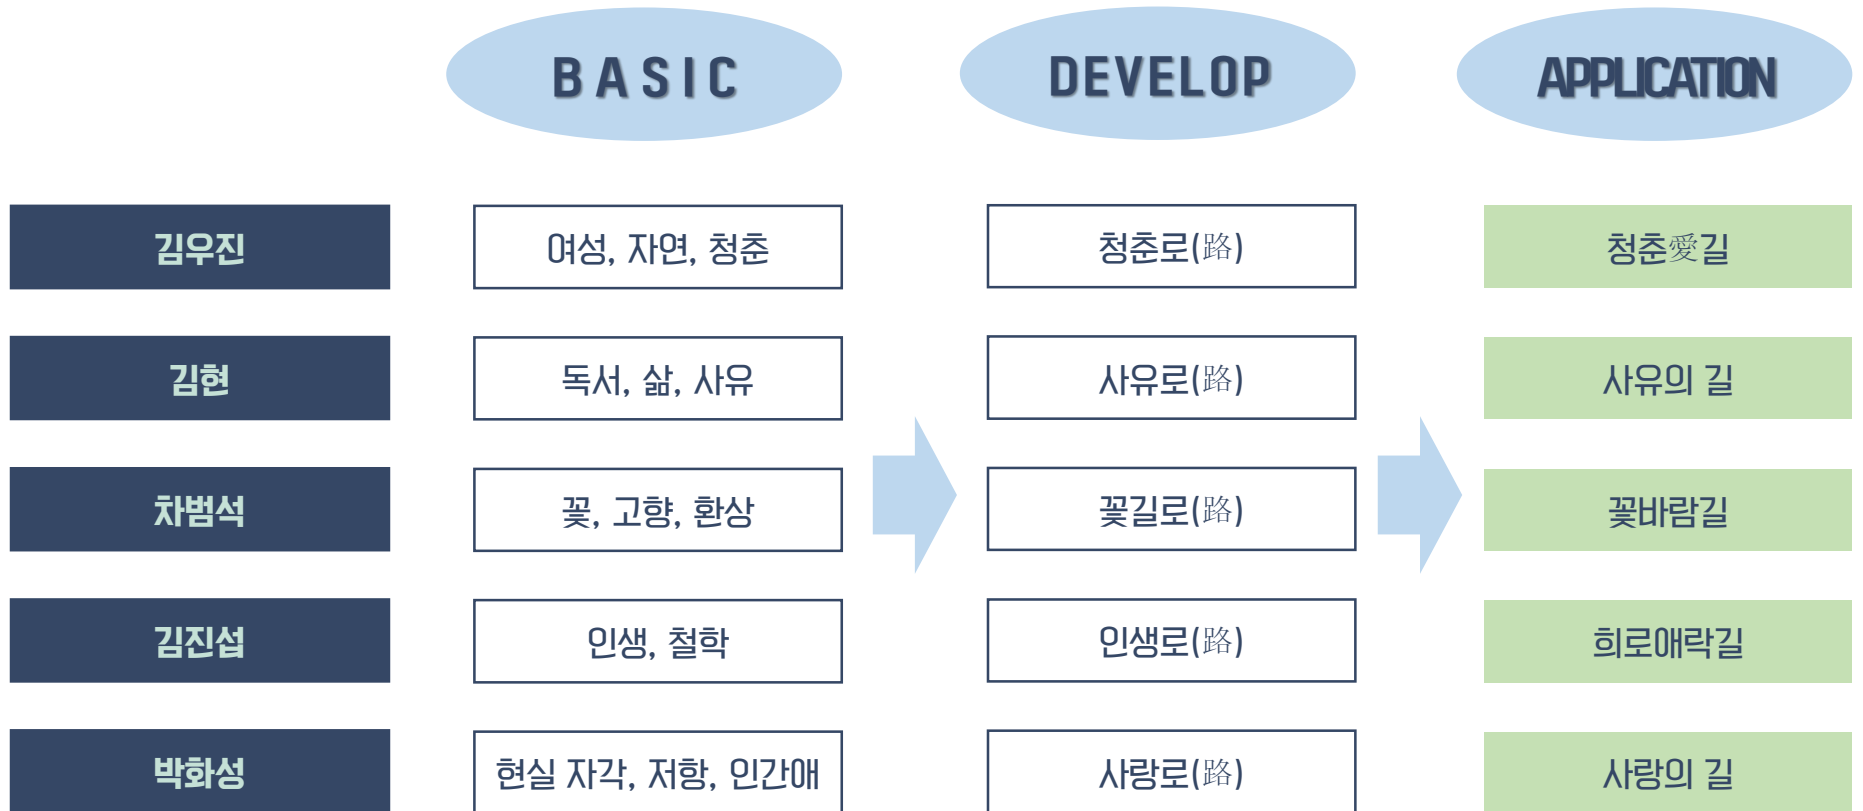 BASIC
DEVELOP
APPLICATION
김우진
여성, 자연, 청춘
청춘로(路)
청춘愛길
김현
독서, 삶, 사유
사유로(路)
사유의 길
차범석
꽃, 고향, 환상
꽃길로(路)
꽃바람길
김진섭
인생, 철학
인생로(路)
희로애락길
박화성
현실 자각, 저항, 인간애
사랑로(路)
사랑의 길